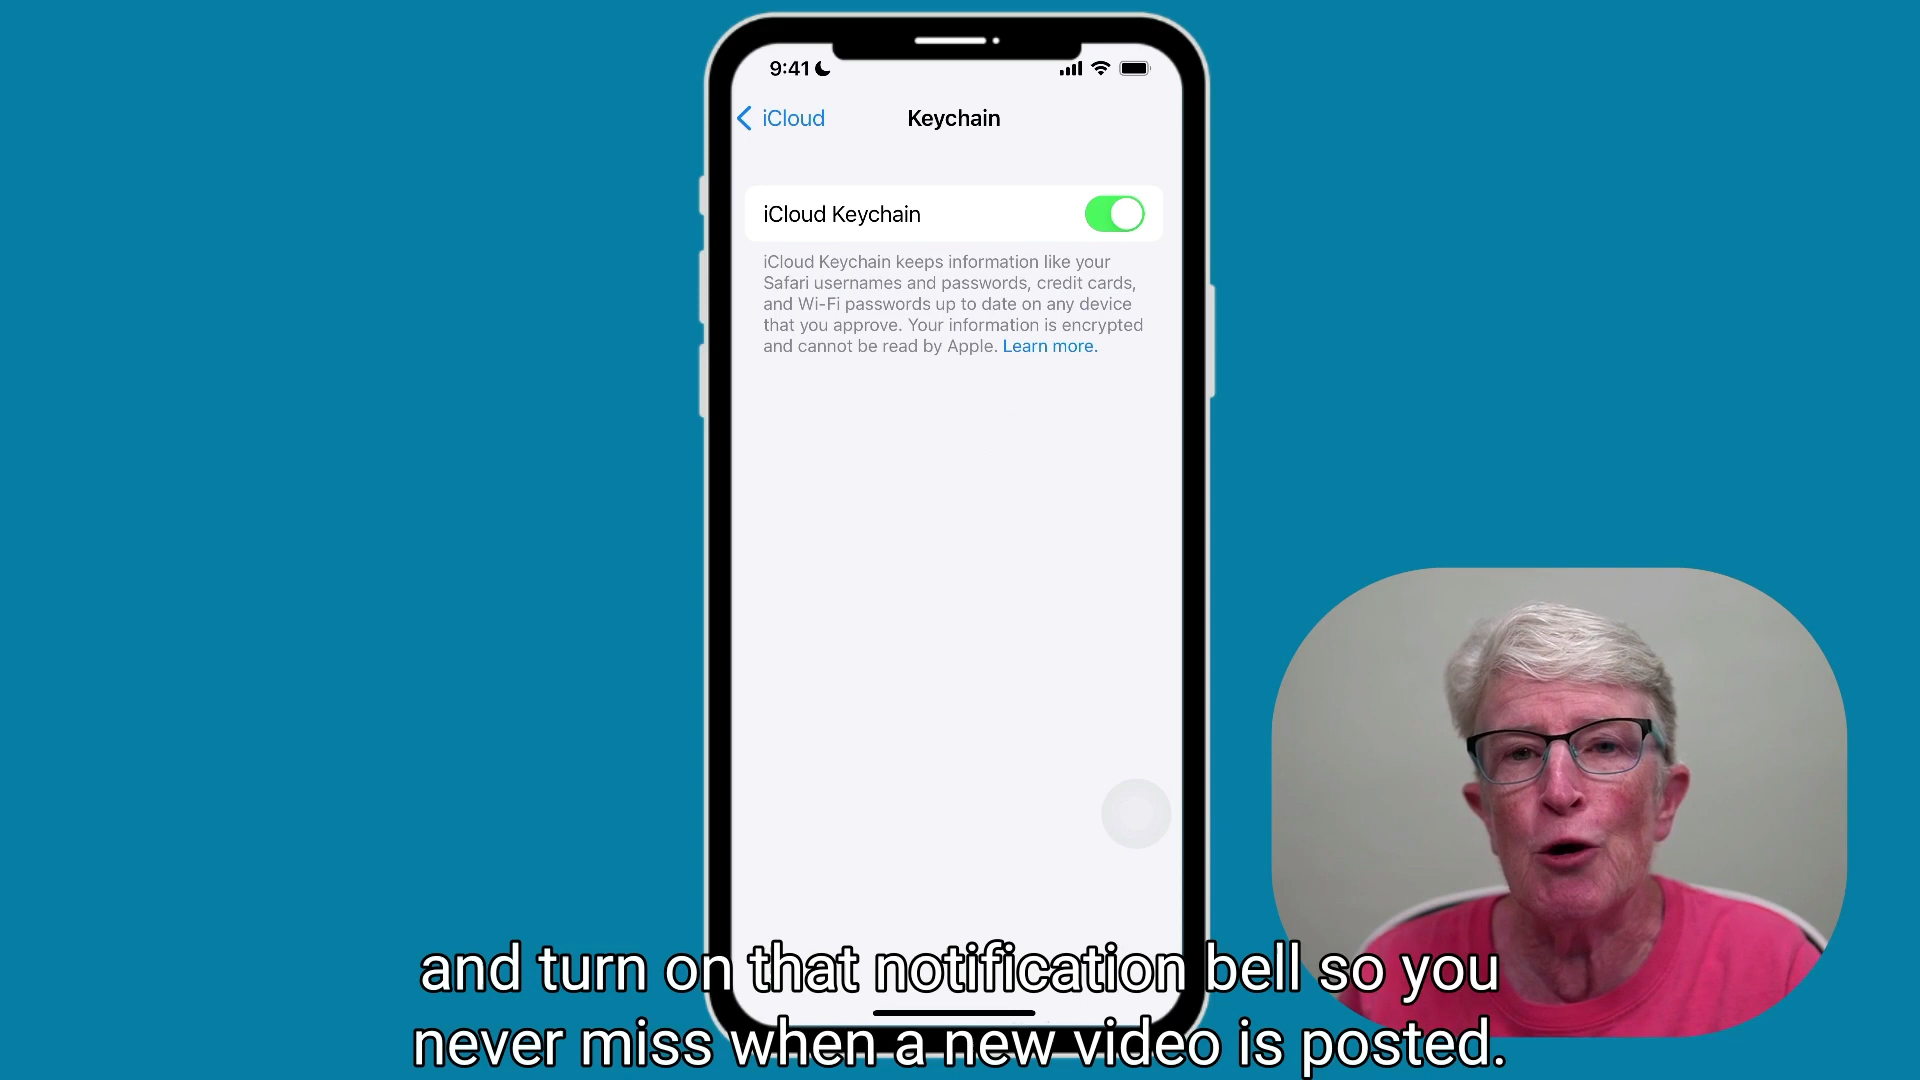 9:41
iCloud
Keychain
iCloud Keychain
iCloud Keychain keeps information like your
Safari usernames and passwords, credit cards,
and Wi-Fi passwords up to date on any device
that you approve. Your information is encrypted
and cannot be read by Apple. Learn more.
and turn on that notification bell so you
never miss when a new video is posted.